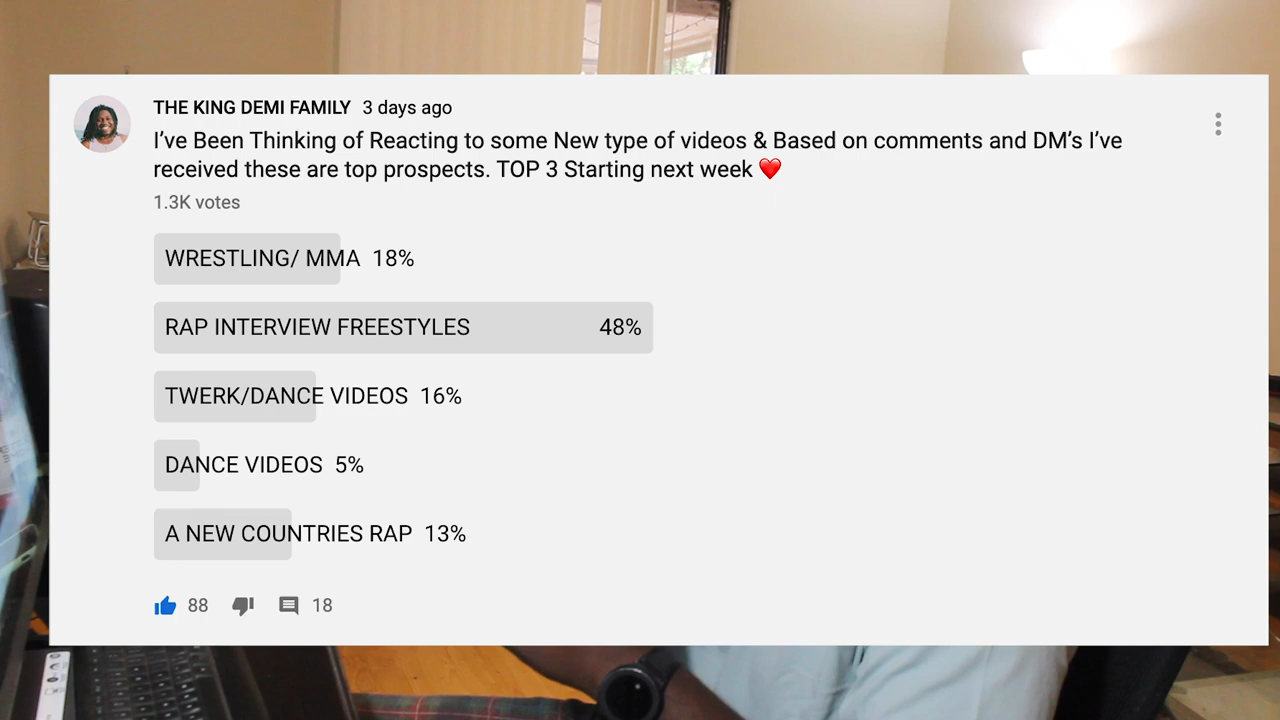 THE KING DEMI FAMILY 3 days ago
I've Been Thinking of Reacting to some New type of videos & Based on comments and DM's I've
received these are top prospects. TOP 3 Starting next week ❤️
1.3K votes
WRESTLING/ MMA 18%
RAP INTERVIEW FREESTYLES 48%
TWERK/DANCE VIDEOS 16%
DANCE VIDEOS 5%
A NEW COUNTRIES RAP 13%
88 18